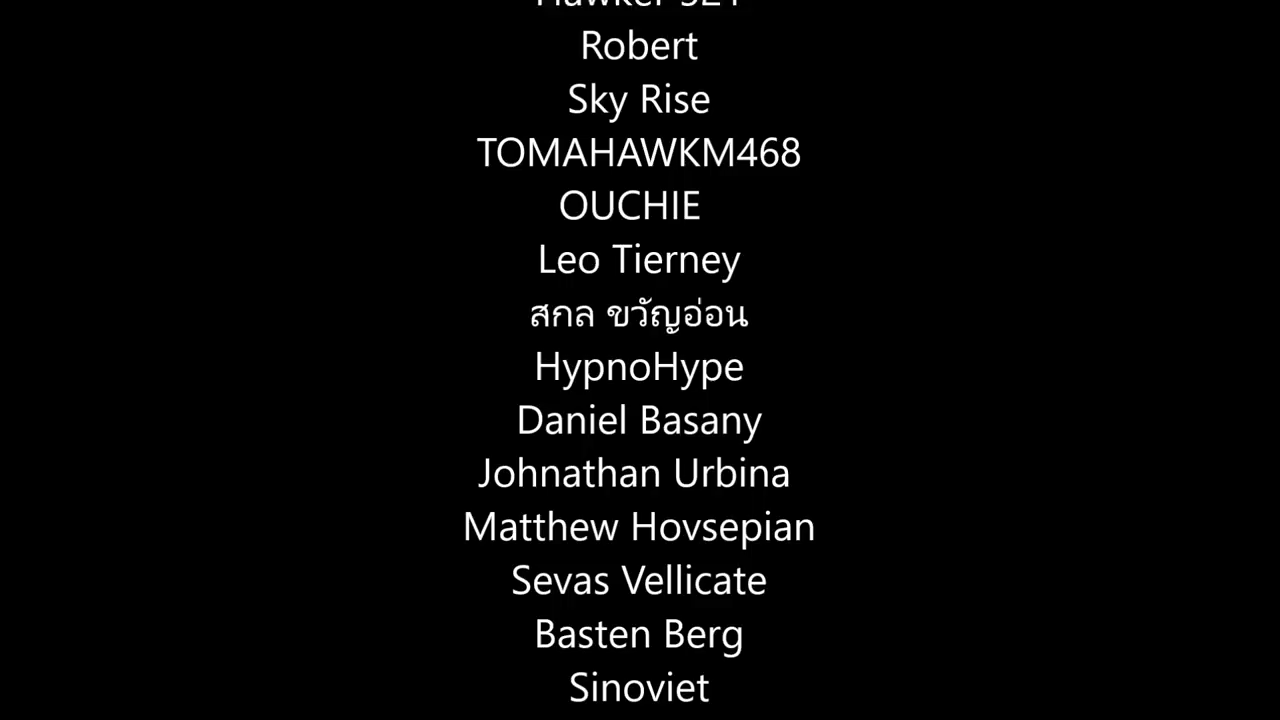 Robert
Sky Rise
TOMAHAWKM468
OUCHIE
Leo Tierney
สกล ขวัญอ่อน
HypnoHype
Daniel Basany
Johnathan Urbina
Matthew Hovsepian
Sevas Vellicate
Basten Berg
Sinoviet